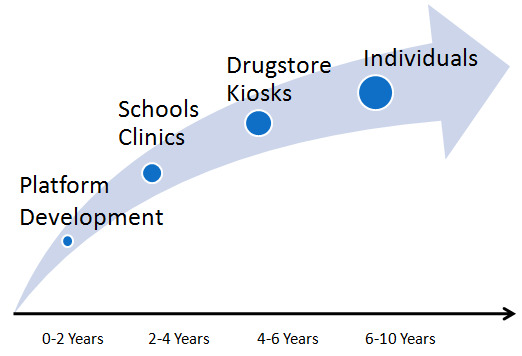 Individuals
Drugstore
Kiosks
Schools
Clinics
Platform
Development
0-2 Years
2-4 Years
4-6 Years
6-10 Years